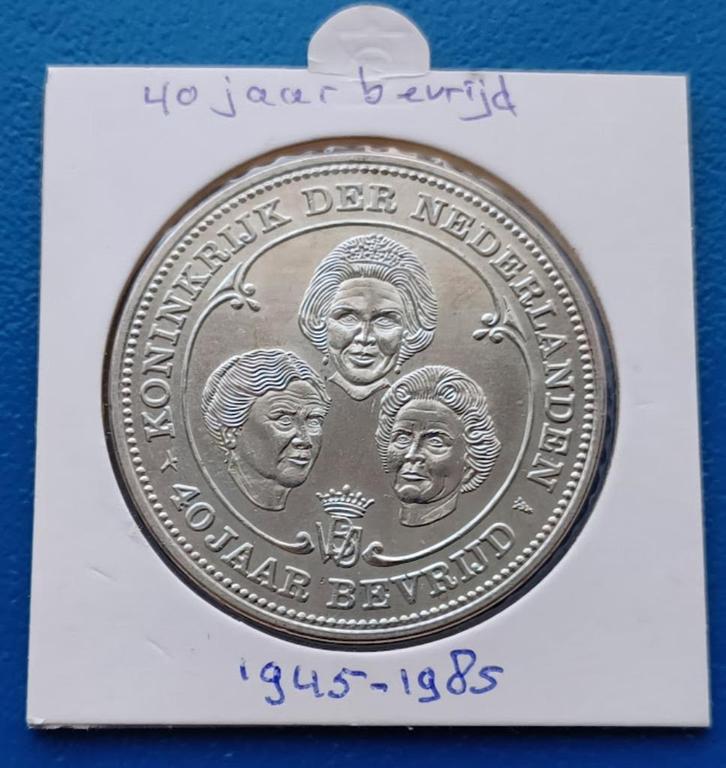 40 jaar bevrijd
KONINKRIJK DER NEDERLANDEN
40 JAAR BEVRIJD
1945-1985